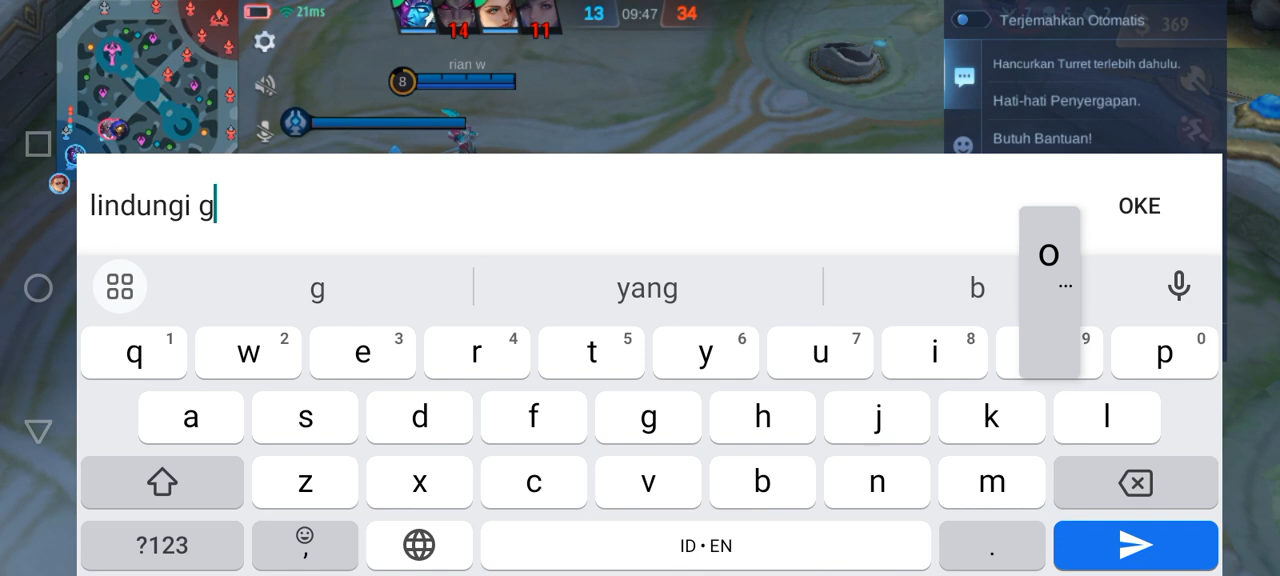 21ms
14
11
13 09:47 34
Terjemahkan Otomatis
$ 369
rian w
8
Hancurkan Turret terlebih dahulu.
Hati-hati Penyergapan.
Butuh Bantuan!
lindungi g
OKE
o
...
g yang b
q 1 w 2 e 3 r 4 t 5 y 6 u 7 i 8 9 p 0
a s d f g h j k l
z x c v b n m
?123 , ID • EN .